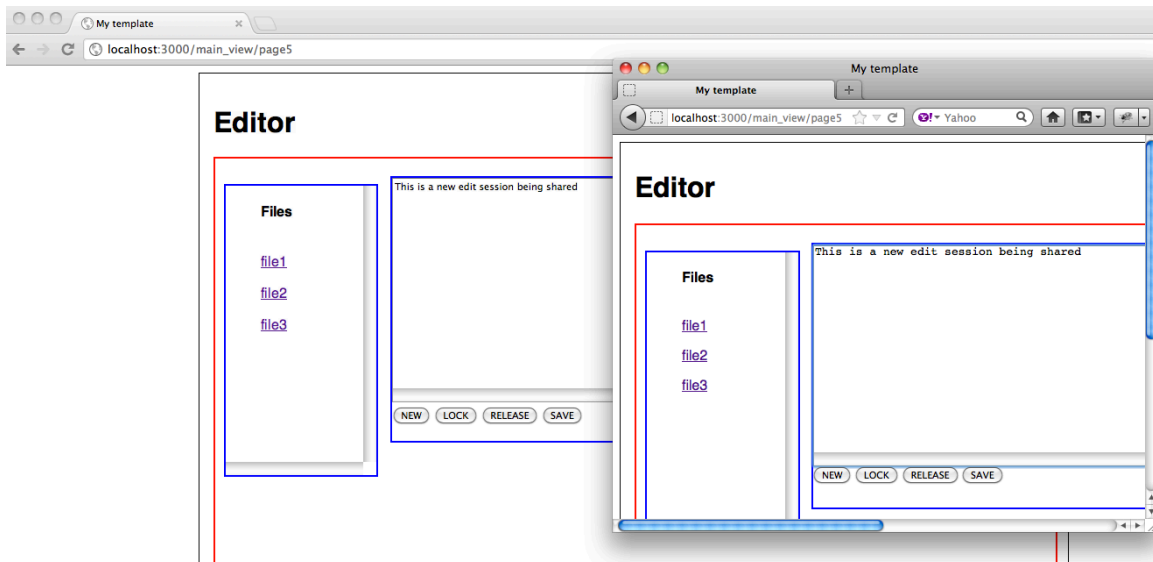 My template
localhost:3000/main_view/page5
Editor
Files
file1
file2
file3
This is a new edit session being shared
NEW LOCK RELEASE SAVE
My template
My template
localhost:3000/main_view/page5 Yahoo
Editor
Files
file1
file2
file3
This is a new edit session being shared
NEW LOCK RELEASE SAVE